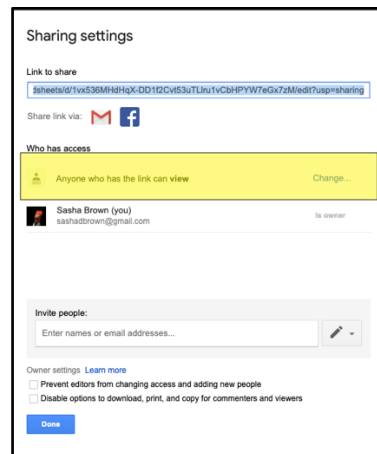 Sharing settings
Link to share
dsheets/d/1vx536MHdHqX-DD1f2Cvt53uTLlru1vCbHPYW7eGx7zM/edit?usp=sharing
Share link via:
Who has access
Anyone who has the link can view Change...
Sasha Brown (you) Is owner
sashadbrown@gmail.com
Invite people:
Enter names or email addresses...
Owner settings Learn more
Prevent editors from changing access and adding new people
Disable options to download, print, and copy for commenters and viewers
Done